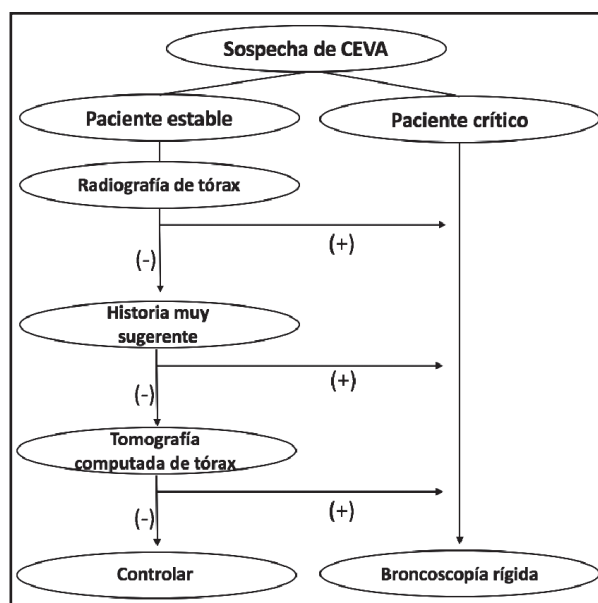 Sospecha de CEVA
Paciente estable
Paciente crítico
Radiografía de tórax
(-)
(+)
Historia muy
sugerente
(-)
(+)
Tomografía
computada de tórax
(-)
(+)
Controlar
Broncoscopía rígida